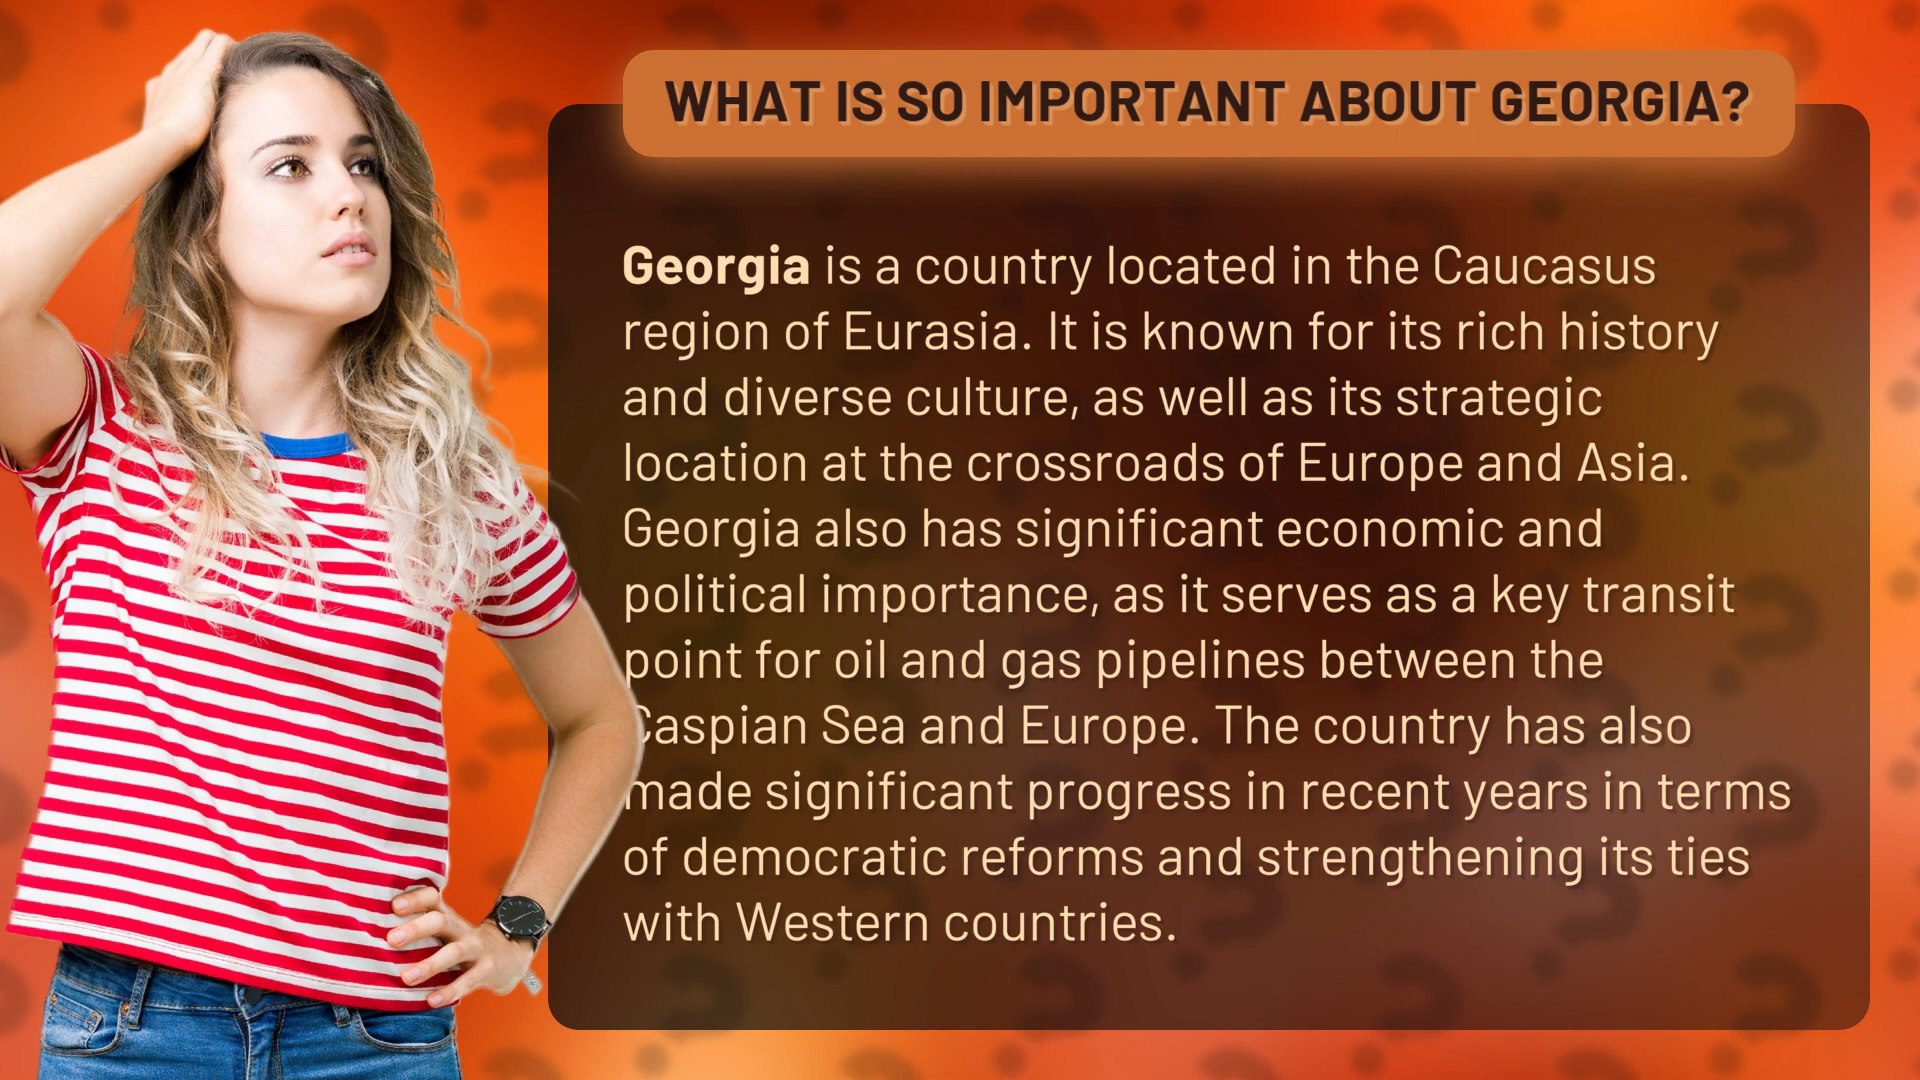 WHAT IS SO IMPORTANT ABOUT GEORGIA?
Georgia is a country located in the Caucasus
region of Eurasia. It is known for its rich history
and diverse culture, as well as its strategic
location at the crossroads of Europe and Asia.
Georgia also has significant economic and
political importance, as it serves as a key transit
point for oil and gas pipelines between the
Caspian Sea and Europe. The country has also
made significant progress in recent years in terms
of democratic reforms and strengthening its ties
with Western countries.